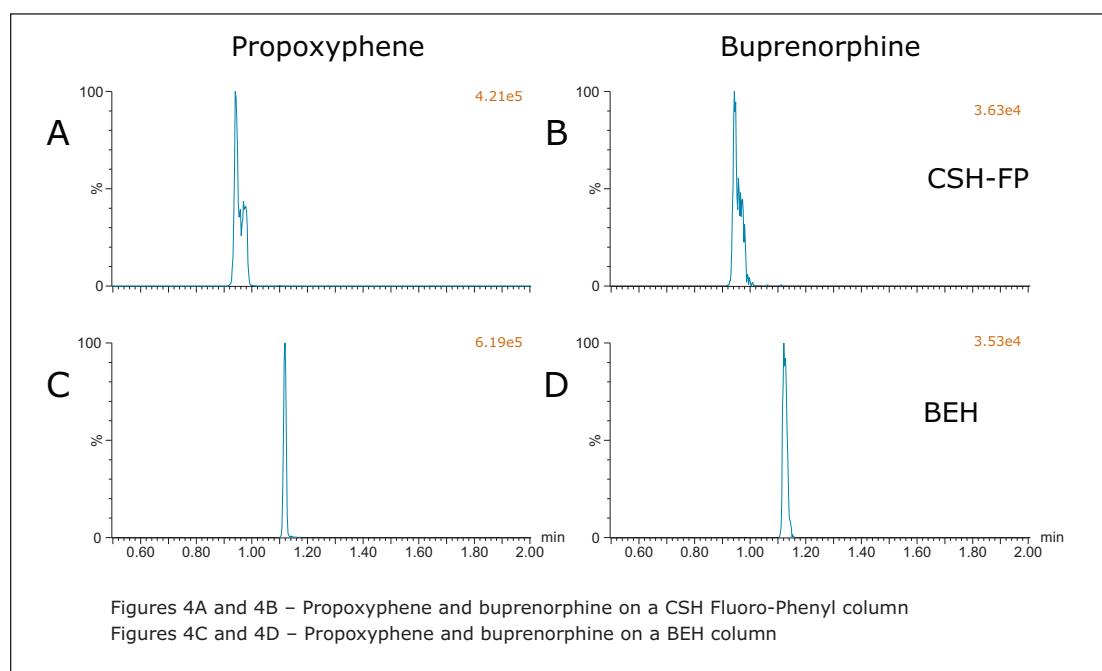 Propoxyphene
Buprenorphine
A
100
%
0
4.21e5
B
100
%
0
3.63e4
CSH-FP
C
100
%
0
6.19e5
0.60 0.80 1.00 1.20 1.40 1.60 1.80 2.00 min
D
100
%
0
3.53e4
BEH
0.60 0.80 1.00 1.20 1.40 1.60 1.80 2.00 min
Figures 4A and 4B – Propoxyphene and buprenorphine on a CSH Fluoro-Phenyl column
Figures 4C and 4D – Propoxyphene and buprenorphine on a BEH column